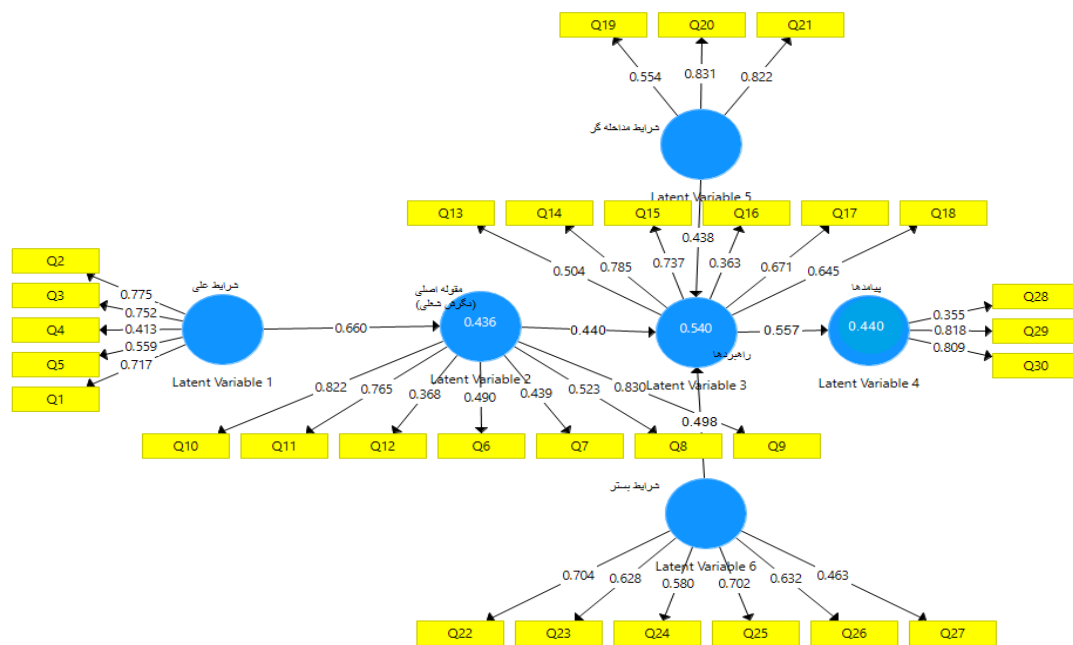 Q19
Q20
Q21
0.554
0.831
0.822
شرایط مداخله گر
Latent Variable 5
Q13
Q14
Q15
Q16
Q17
Q18
0.438
0.504
0.785
0.737
0.363
0.671
0.645
Q2
Q3
Q4
Q5
Q1
0.775
0.752
0.413
0.559
0.717
شرایط علی
Latent Variable 1
0.660
مقوله اصلی
(نگرش شغلی)
0.436
Latent Variable 2
0.440
0.540
راهبردها
Latent Variable 3
0.557
پیامدها
0.440
Latent Variable 4
0.355
0.818
0.809
Q28
Q29
Q30
0.822
0.765
0.368
0.490
0.439
0.523
0.830
0.498
Q10
Q11
Q12
Q6
Q7
Q8
Q9
شرایط بستر
Latent Variable 6
0.704
0.628
0.580
0.702
0.632
0.463
Q22
Q23
Q24
Q25
Q26
Q27